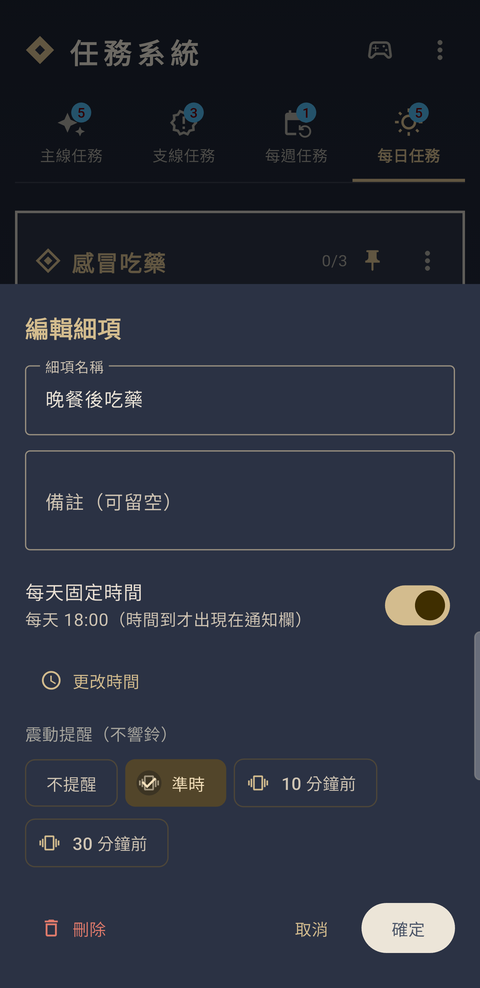 任務系統
5
3
1
5
主線任務
支線任務
每週任務
每日任務
感冒吃藥 0/3
編輯細項
細項名稱
晚餐後吃藥
備註（可留空）
每天固定時間
每天 18:00（時間到才出現在通知欄）
更改時間
震動提醒（不響鈴）
不提醒
準時
10 分鐘前
30 分鐘前
刪除
取消
確定